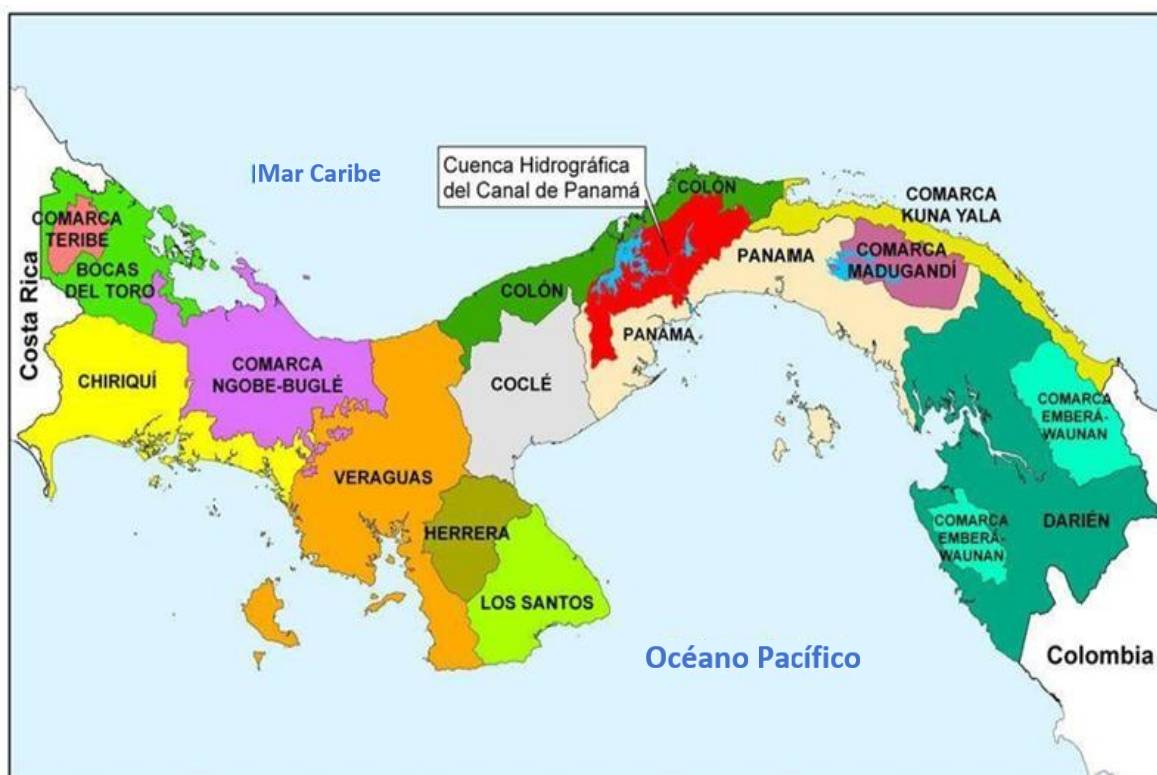 |Mar Caribe
Cuenca Hidrográfica
del Canal de Panamá
COLÓN
COMARCA
KUNA YALA
COMARCA
TERIBE
BOCAS
DEL TORO
Costa Rica
CHIRIQUÍ
COMARCA
NGOBE-BUGLÉ
VERAGUAS
COLÓN
COCLÉ
PANAMA
PANAMA
COMARCA
MADUGANDÍ
COMARCA
EMBERÁ-
WAUNAN
HERRERA
LOS SANTOS
COMARCA
EMBERÁ-
WAUNAN
DARIÉN
Océano Pacífico
Colombia